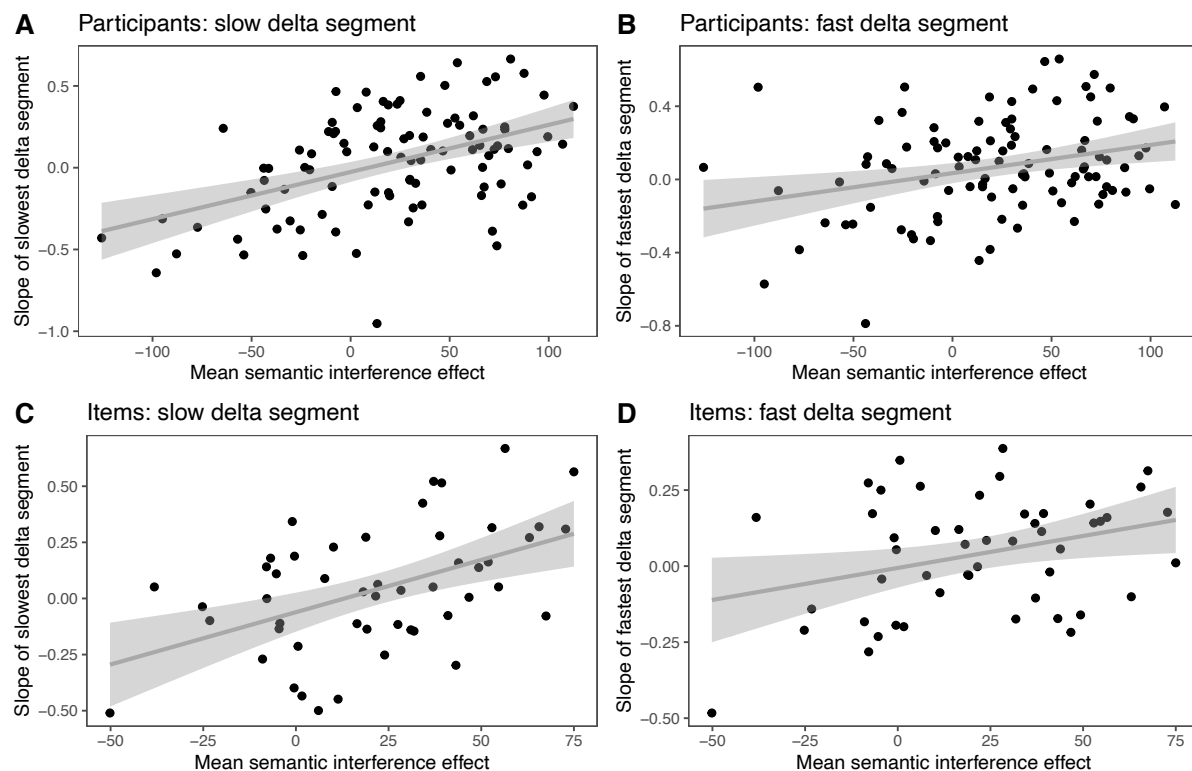 A Participants: slow delta segment
Slope of slowest delta segment
0.5
0.0
−0.5
−1.0
−100 −50 0 50 100
Mean semantic interference effect
B Participants: fast delta segment
Slope of fastest delta segment
0.4
0.0
−0.4
−0.8
−100 −50 0 50 100
Mean semantic interference effect
C Items: slow delta segment
Slope of slowest delta segment
0.50
0.25
0.00
−0.25
−0.50
−50 −25 0 25 50 75
Mean semantic interference effect
D Items: fast delta segment
Slope of fastest delta segment
0.25
0.00
−0.25
−0.50
−50 −25 0 25 50 75
Mean semantic interference effect